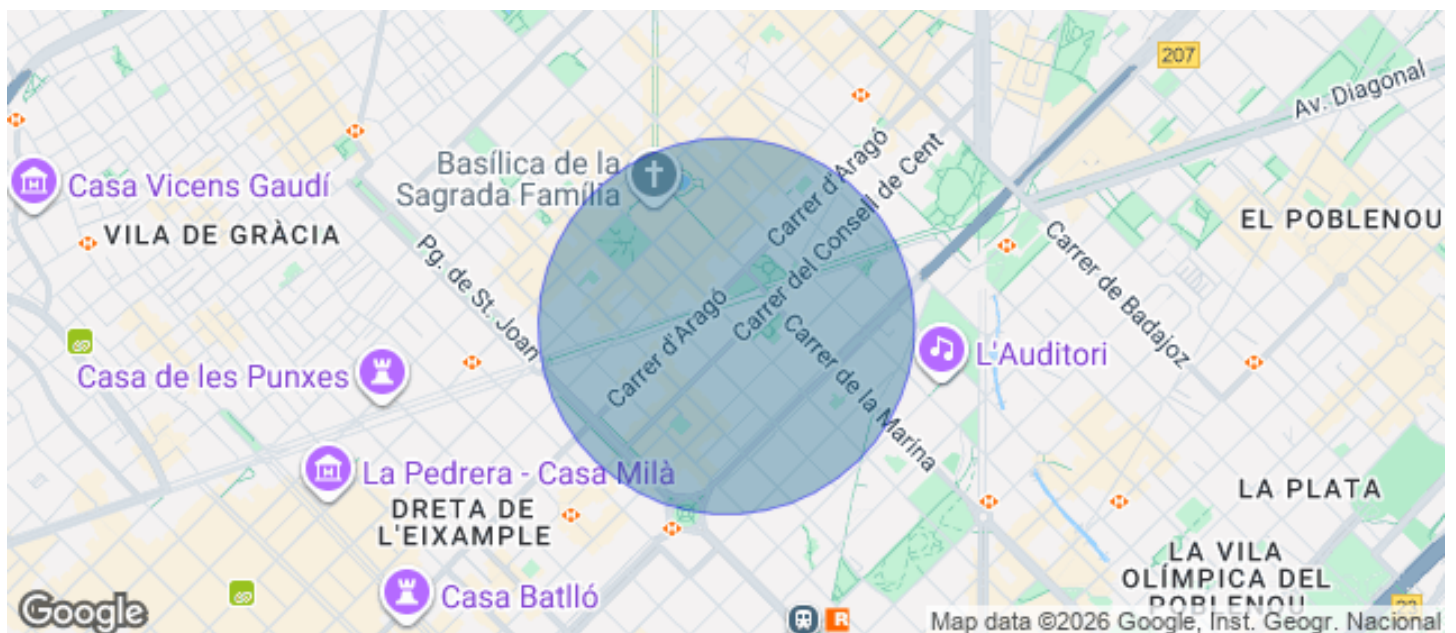 207
Av. Diagonal
Basílica de la
Sagrada Família
Carrer d'Aragó
Carrer del Consell de Cent
Casa Vicens Gaudí
VILA DE GRÀCIA
EL POBLENOU
Pg. de St. Joan
Carrer de Badajoz
Carrer d'Aragó
Carrer de la Marina
L'Auditori
Casa de les Punxes
La Pedrera - Casa Milà
DRETA DE
L'EIXAMPLE
LA PLATA
LA VILA
OLÍMPICA DEL
POBLENOU
Casa Batlló
23
R
Google
Map data ©2026 Google, Inst. Geogr. Nacional